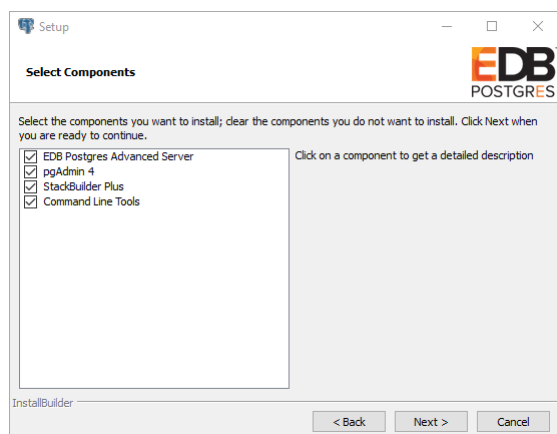 Setup
Select Components
EDB
POSTGRES
Select the components you want to install; clear the components you do not want to install. Click Next when
you are ready to continue.
EDB Postgres Advanced Server
pgAdmin 4
StackBuilder Plus
Command Line Tools
Click on a component to get a detailed description
InstallBuilder
< Back
Next >
Cancel